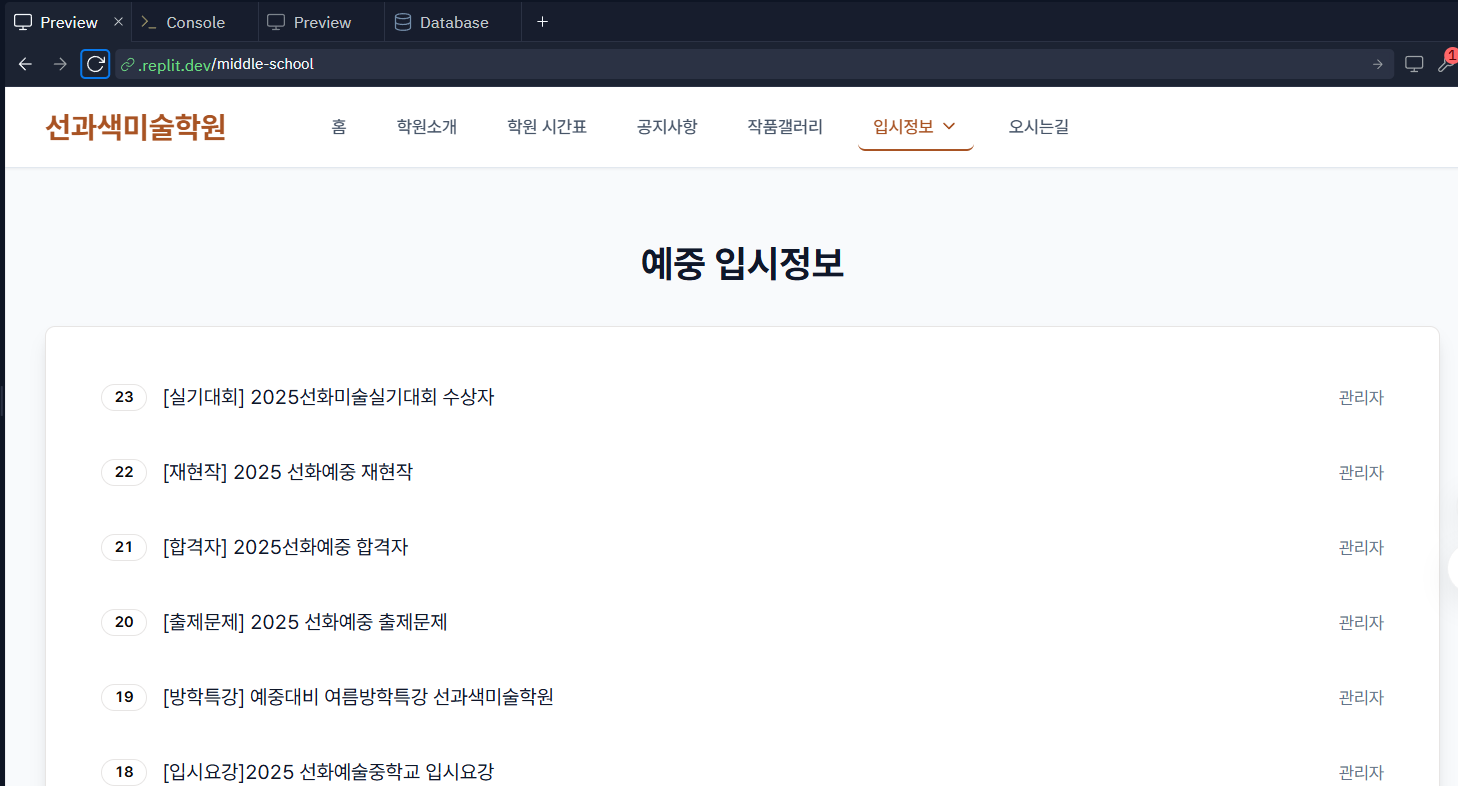 Preview
Console
Preview
Database
.replit.dev/middle-school
1
선과색미술학원
홈
학원소개
학원 시간표
공지사항
작품갤러리
입시정보
오시는길
예중 입시정보
23 [실기대회] 2025선화미술실기대회 수상자 관리자
22 [재현작] 2025 선화예중 재현작 관리자
21 [합격자] 2025선화예중 합격자 관리자
20 [출제문제] 2025 선화예중 출제문제 관리자
19 [방학특강] 예중대비 여름방학특강 선과색미술학원 관리자
18 [입시요강]2025 선화예술중학교 입시요강 관리자